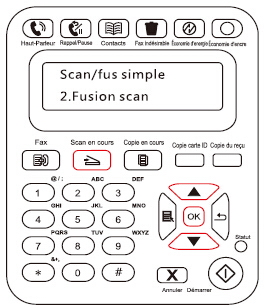 Haut-Parleur Rappel/Pause Contacts Fax Indésirable Économie d'énergie Économie d'encre
Scan/fus simple
2.Fusion scan
Fax Scan en cours Copie en cours Copie carte ID Copie du reçu
@/: ABC DEF
1 2 3
GHI JKL MNO
4 5 6
OK
PQRS TUV WXYZ
7 8 9
Statut
&+,
* 0 #
X
Annuler Démarrer